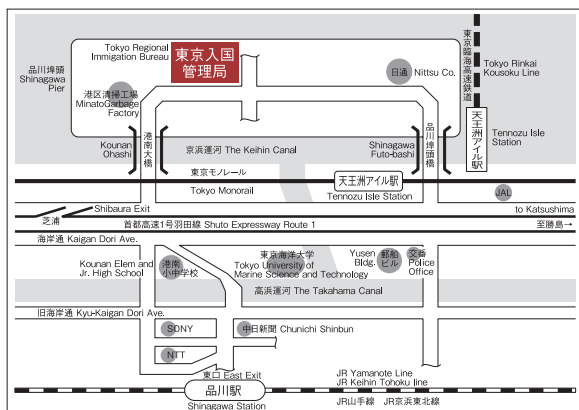 品川埠頭
Shinagawa
Pier
Tokyo Regional
Immigation Bureau
東京入国
管理局
日通 Nittsu Co.
東京臨海高速鉄道
Tokyo Rinkai
Kousoku Line
港区清掃工場
MinatoGarbage
Factory
天王洲アイル駅
Tennozu Isle
Station
Kounan
Ohashi
港南大橋
京浜運河 The Keihin Canal
Shinagawa
Futo-bashi
品川埠頭橋
東京モノレール
Tokyo Monorail
天王洲アイル駅
Tennozu Isle Station
JAL
Shibaura Exit
芝浦
to Katsushima
首都高速1号羽田線 Shuto Expressway Route 1
至勝島→
海岸通 Kaigan Dori Ave.
Kounan Elem and
Jr. High School
港南
小中学校
東京海洋大学
Tokyo University of
Marine Science and Technology
Yusen
Bldg.
郵船
ビル
交番
Police
Office
高浜運河 The Takahama Canal
旧海岸通 Kyu-Kaigan Dori Ave.
SONY
中日新聞 Chunichi Shinbun
NTT
東口 East Exit
品川駅
Shinagawa Station
JR Yamanote Line
JR Keihin Tohoku line
JR山手線 JR京浜東北線